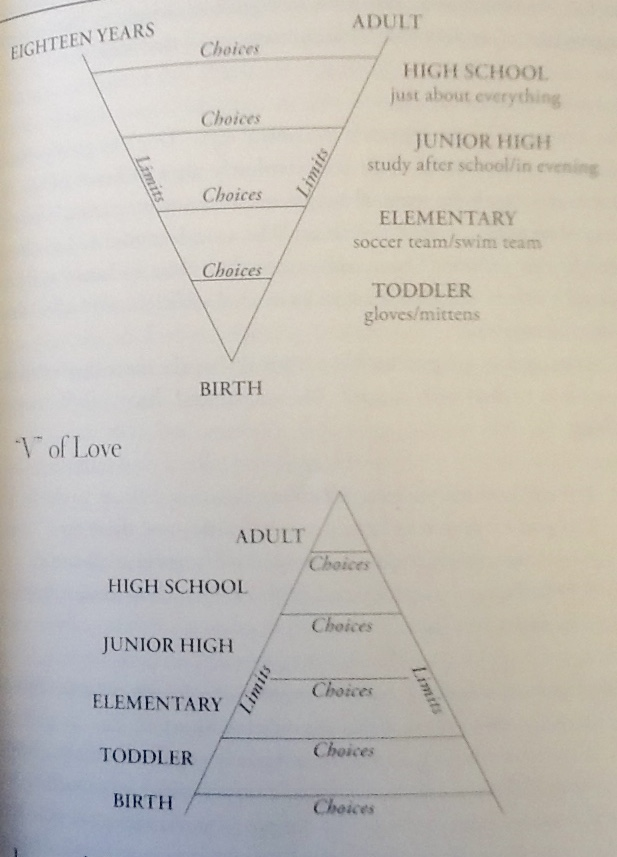 EIGHTEEN YEARS
ADULT
Choices
HIGH SCHOOL
just about everything
Choices
JUNIOR HIGH
study after school/in evening
Limits
Limits
Choices
ELEMENTARY
soccer team/swim team
Choices
TODDLER
gloves/mittens
BIRTH
"V" of Love
ADULT
Choices
HIGH SCHOOL
Choices
JUNIOR HIGH
Limits
Limits
Choices
ELEMENTARY
Choices
TODDLER
BIRTH
Choices